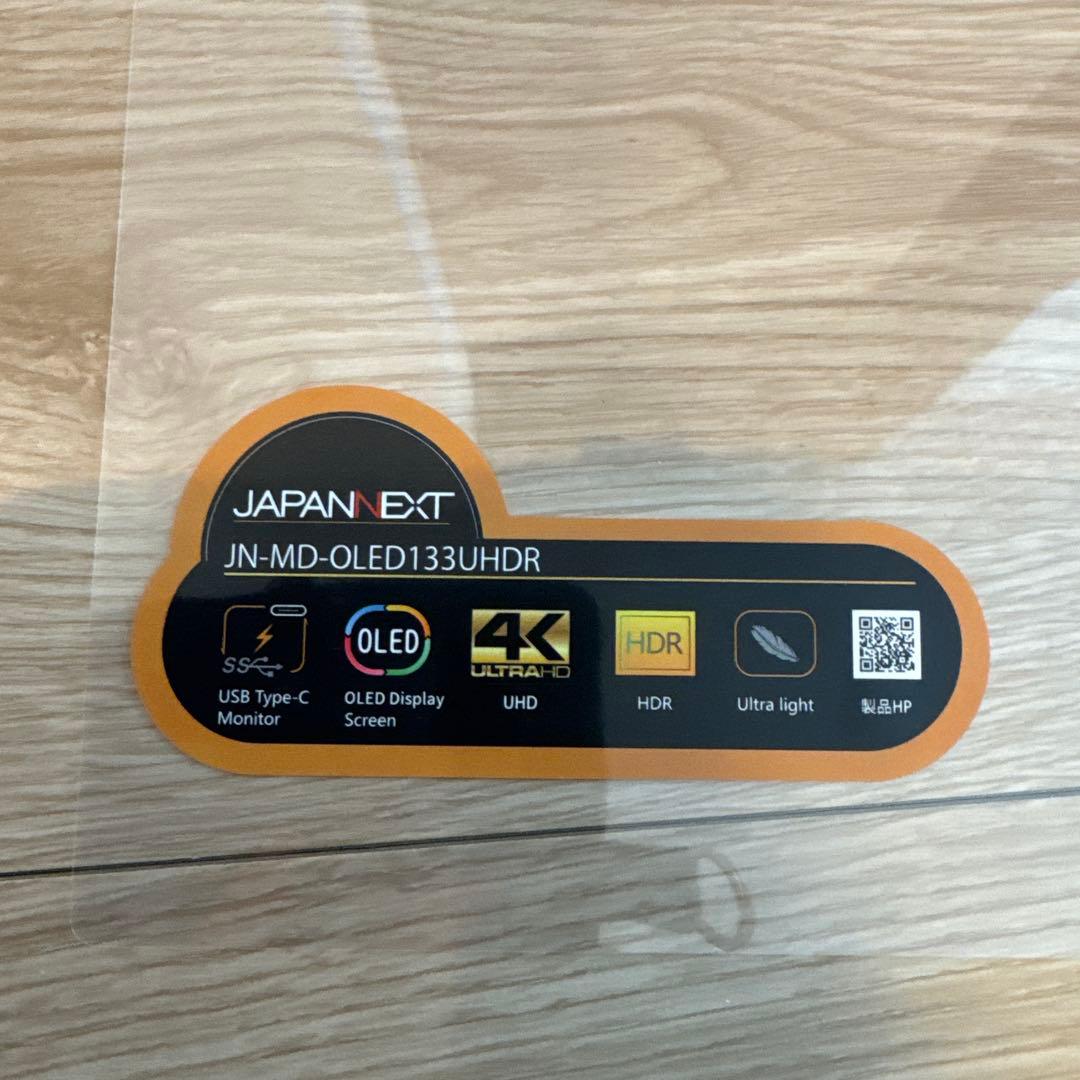 JAPANNEXT
JN-MD-OLED133UHDR
SS
OLED
4K
ULTRAHD
HDR
USB Type-C
Monitor
OLED Display
Screen
UHD
HDR
Ultra light
製品HP